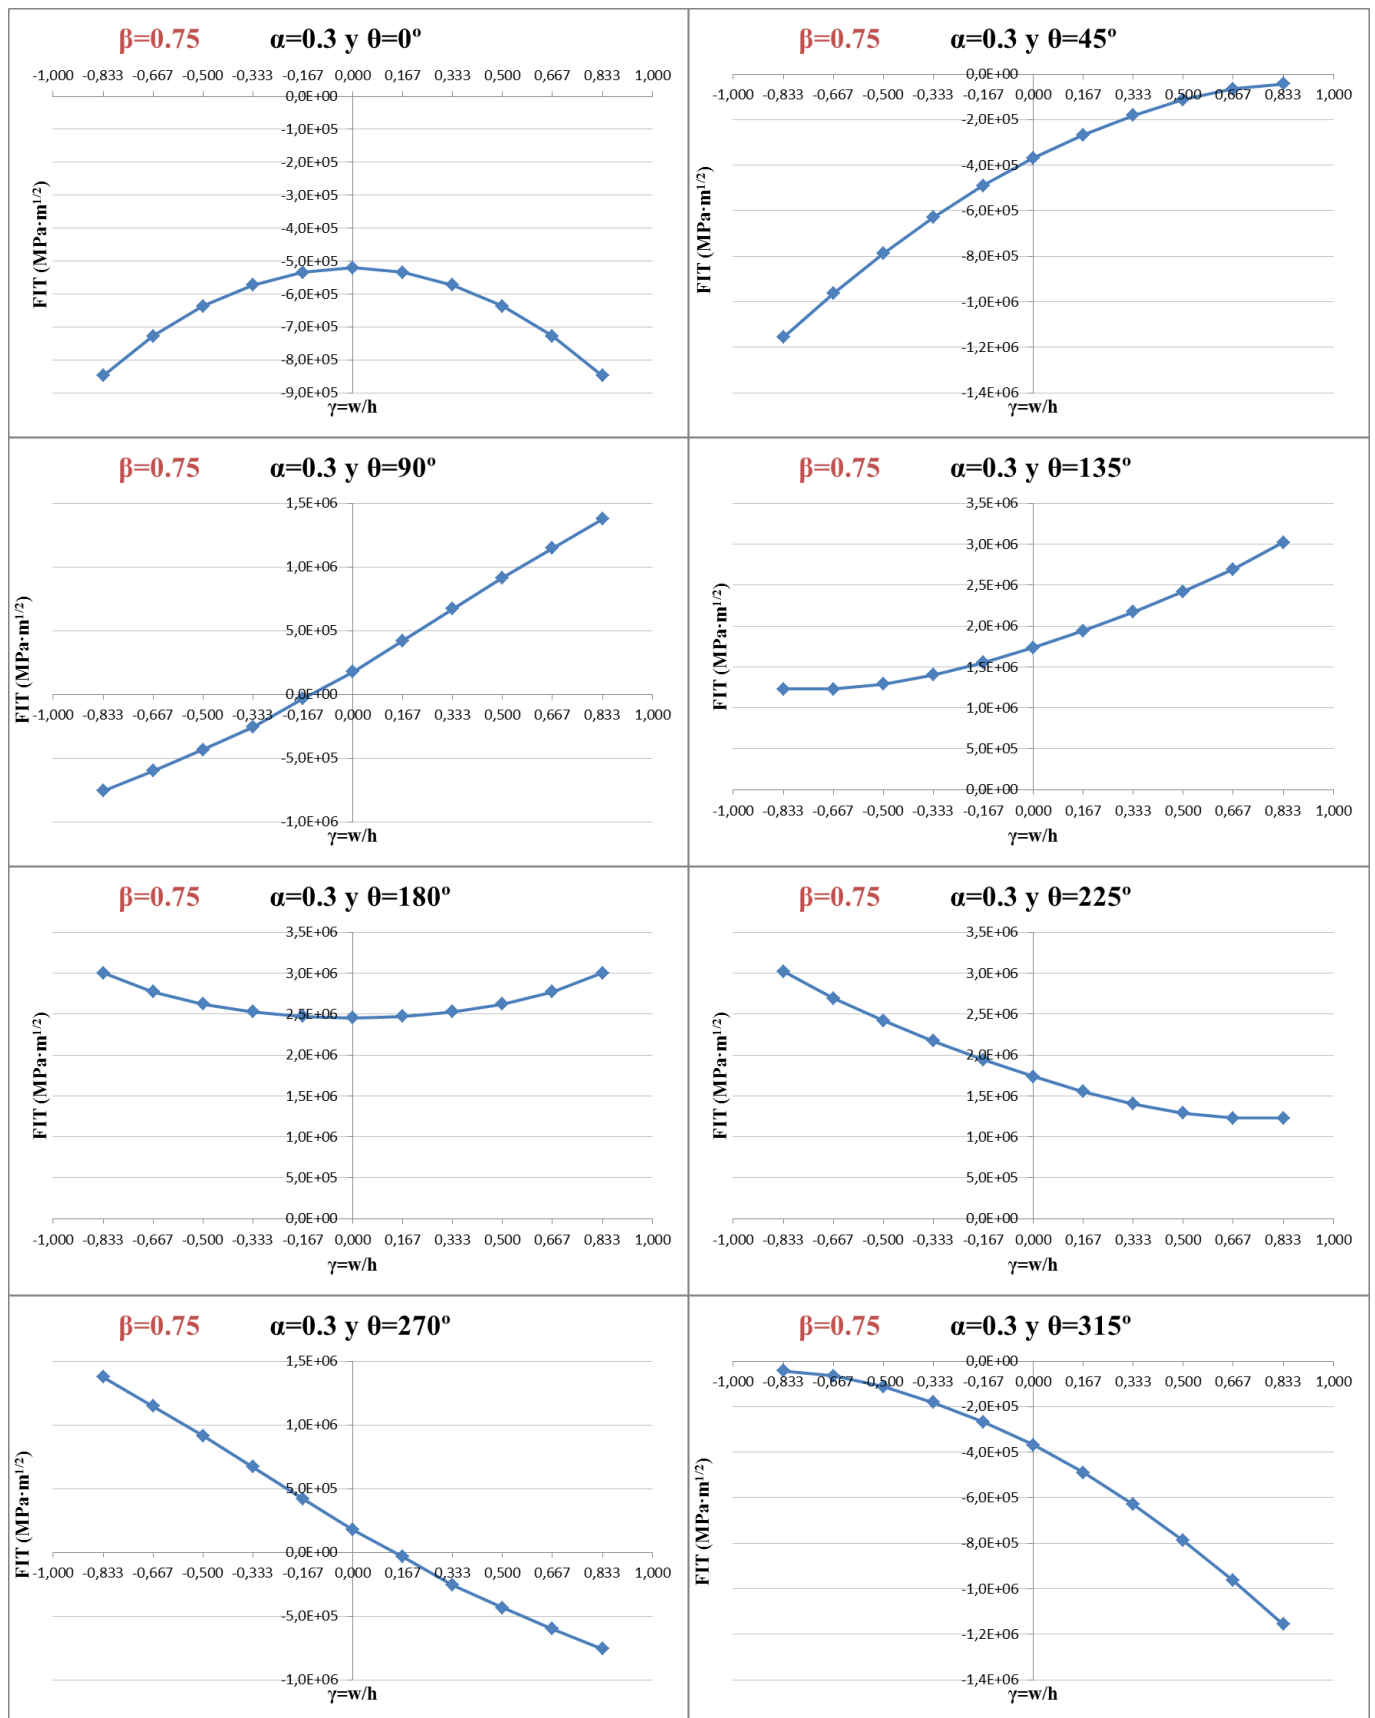 β=0.75 α=0.3 y θ=0º
-1,000 -0,833 -0,667 -0,500 -0,333 -0,167 0,000 0,167 0,333 0,500 0,667 0,833 1,000
0,0E+00
-1,0E+05
-2,0E+05
-3,0E+05
-4,0E+05
-5,0E+05
-6,0E+05
-7,0E+05
-8,0E+05
-9,0E+05
FIT (MPa·m^1/2)
γ=w/h
β=0.75 α=0.3 y θ=45º
0,0E+00
-1,000 -0,833 -0,667 -0,500 -0,333 -0,167 0,000 0,167 0,333 0,500 0,667 0,833 1,000
-2,0E+05
-4,0E+05
-6,0E+05
-8,0E+05
-1,0E+06
-1,2E+06
-1,4E+06
FIT (MPa·m^1/2)
γ=w/h
β=0.75 α=0.3 y θ=90º
1,5E+06
1,0E+06
5,0E+05
0,0E+00
-1,000 -0,833 -0,667 -0,500 -0,333 -0,167 0,000 0,167 0,333 0,500 0,667 0,833 1,000
-5,0E+05
-1,0E+06
FIT (MPa·m^1/2)
γ=w/h
β=0.75 α=0.3 y θ=135º
3,5E+06
3,0E+06
2,5E+06
2,0E+06
1,5E+06
1,0E+06
5,0E+05
0,0E+00
-1,000 -0,833 -0,667 -0,500 -0,333 -0,167 0,000 0,167 0,333 0,500 0,667 0,833 1,000
FIT (MPa·m^1/2)
γ=w/h
β=0.75 α=0.3 y θ=180º
3,5E+06
3,0E+06
2,5E+06
2,0E+06
1,5E+06
1,0E+06
5,0E+05
0,0E+00
-1,000 -0,833 -0,667 -0,500 -0,333 -0,167 0,000 0,167 0,333 0,500 0,667 0,833 1,000
FIT (MPa·m^1/2)
γ=w/h
β=0.75 α=0.3 y θ=225º
3,5E+06
3,0E+06
2,5E+06
2,0E+06
1,5E+06
1,0E+06
5,0E+05
0,0E+00
-1,000 -0,833 -0,667 -0,500 -0,333 -0,167 0,000 0,167 0,333 0,500 0,667 0,833 1,000
FIT (MPa·m^1/2)
γ=w/h
β=0.75 α=0.3 y θ=270º
1,5E+06
1,0E+06
5,0E+05
0,0E+00
-1,000 -0,833 -0,667 -0,500 -0,333 -0,167 0,000 0,167 0,333 0,500 0,667 0,833 1,000
-5,0E+05
-1,0E+06
FIT (MPa·m^1/2)
γ=w/h
β=0.75 α=0.3 y θ=315º
0,0E+00
-1,000 -0,833 -0,667 -0,500 -0,333 -0,167 0,000 0,167 0,333 0,500 0,667 0,833 1,000
-2,0E+05
-4,0E+05
-6,0E+05
-8,0E+05
-1,0E+06
-1,2E+06
-1,4E+06
FIT (MPa·m^1/2)
γ=w/h